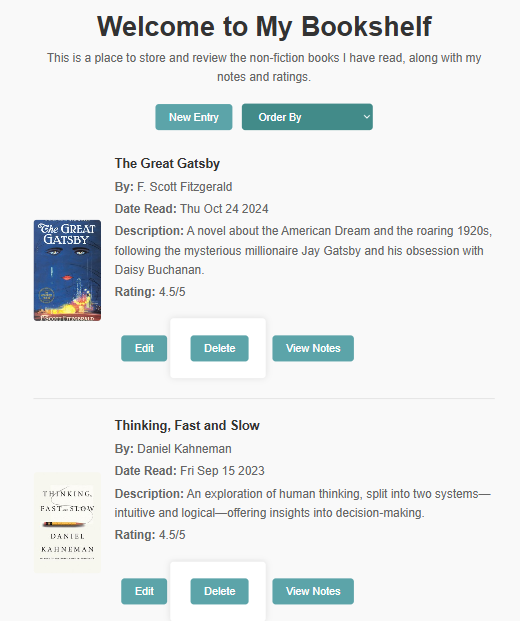 Welcome to My Bookshelf
This is a place to store and review the non-fiction books I have read, along with my
notes and ratings.
New Entry
Order By
The Great Gatsby
By: F. Scott Fitzgerald
Date Read: Thu Oct 24 2024
Description: A novel about the American Dream and the roaring 1920s,
following the mysterious millionaire Jay Gatsby and his obsession with
Daisy Buchanan.
Rating: 4.5/5
The GREAT
GATSBY
F. SCOTT FITZGERALD
Edit
Delete
View Notes
Thinking, Fast and Slow
By: Daniel Kahneman
Date Read: Fri Sep 15 2023
Description: An exploration of human thinking, split into two systems—
intuitive and logical—offering insights into decision-making.
Rating: 4.5/5
THINKING,
FAST AND SLOW
DANIEL
KAHNEMAN
Edit
Delete
View Notes